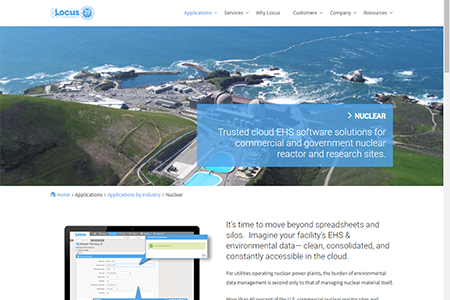 Locus
20
Applications Services Why Locus Customers Company Resources
> NUCLEAR
Trusted cloud EHS software solutions for
commercial and government nuclear
reactor and research sites.
Home > Applications > Applications by Industry > Nuclear
It's time to move beyond spreadsheets and
silos. Imagine your facility's EHS &
environmental data— clean, consolidated, and
constantly accessible in the cloud.
For utilities operating nuclear power plants, the burden of environmental
data management is second only to that of managing nuclear material itself.